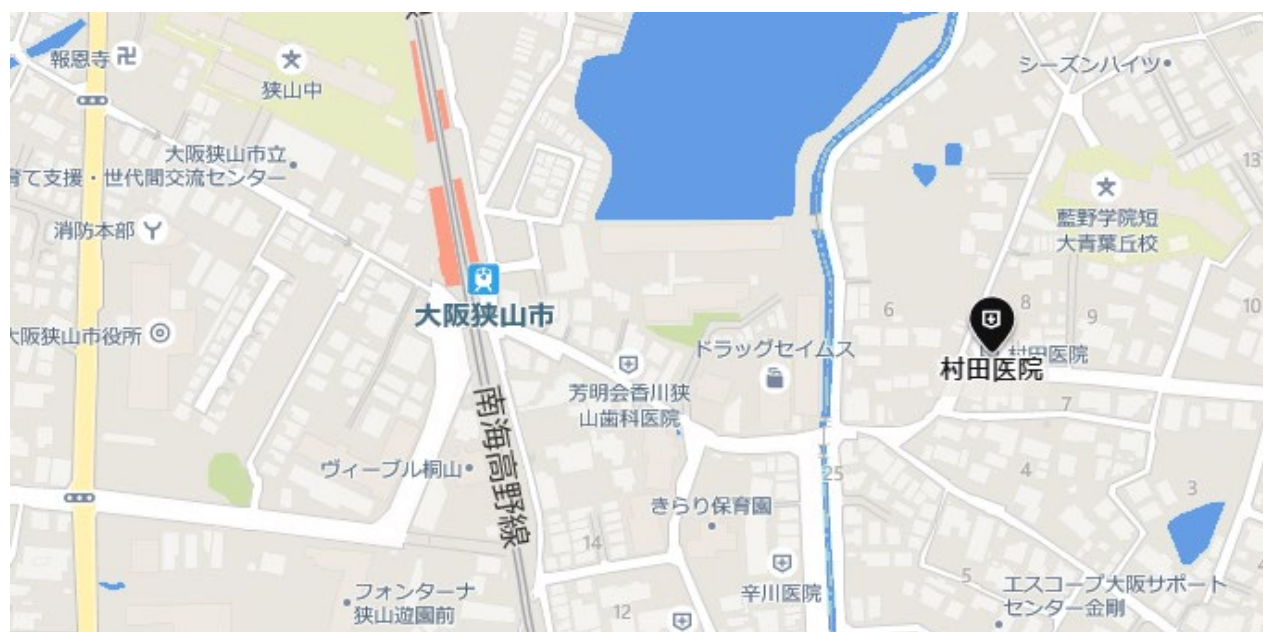 報恩寺
狭山中
シーズンハイツ
大阪狭山市立
育て支援・世代間交流センター
13
藍野学院短
大青葉丘校
消防本部
大阪狭山市
大阪狭山市役所
6
8
9
10
村田医院
村田医院
ドラッグセイムス
芳明会香川狭
山歯科医院
南海高野線
7
ヴィーブル桐山
25
4
3
きらり保育園
14
辛川医院
5
エスコープ大阪サポート
センター金剛
フォンターナ
狭山遊園前
12